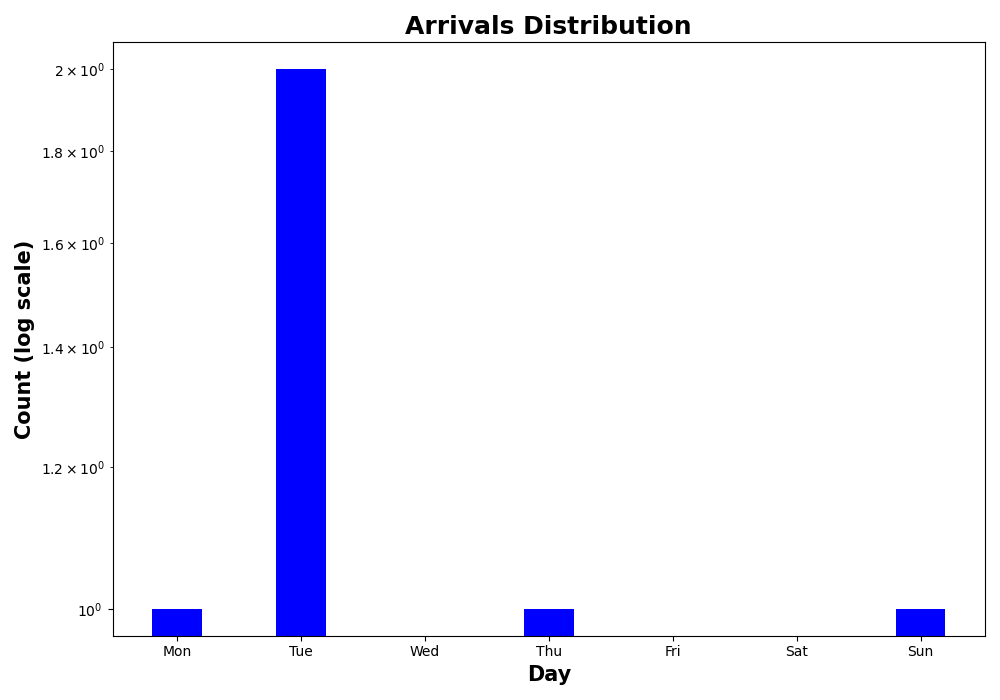 Arrivals Distribution
Count (log scale)
2 × 10⁰
1.8 × 10⁰
1.6 × 10⁰
1.4 × 10⁰
1.2 × 10⁰
10⁰
Mon Tue Wed Thu Fri Sat Sun
Day